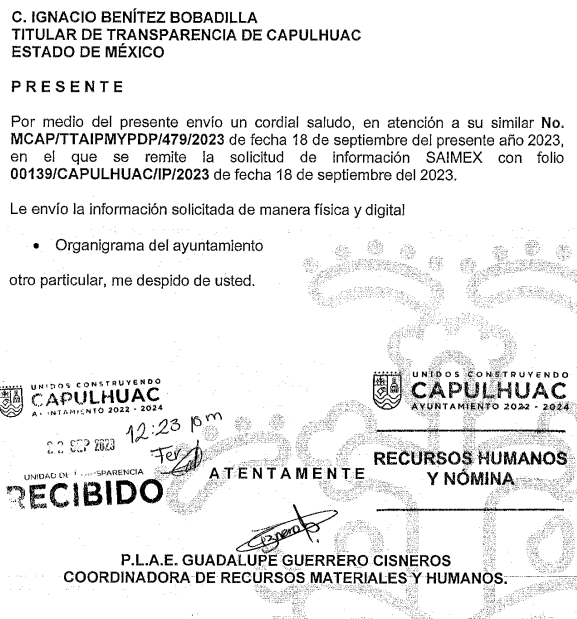 C. IGNACIO BENÍTEZ BOBADILLA
TITULAR DE TRANSPARENCIA DE CAPULHUAC
ESTADO DE MÉXICO
P R E S E N T E
Por medio del presente envío un cordial saludo, en atención a su similar No.
MCAP/TTAIPMYPDP/479/2023 de fecha 18 de septiembre del presente año 2023,
en el que se remite la solicitud de información SAIMEX con folio
00139/CAPULHUAC/IP/2023 de fecha 18 de septiembre del 2023.
Le envío la información solicitada de manera física y digital
• Organigrama del ayuntamiento
otro particular, me despido de usted.
UNIDOS CONSTRUYENDO
CAPULHUAC
AYUNTAMIENTO 2022 - 2024
22 SEP 2023
12:23 pm
Fer
UNIDAD DE TRANSPARENCIA
RECIBIDO
A T E N T A M E N T E
UNIDOS CONSTRUYENDO
CAPULHUAC
AYUNTAMIENTO 2022 - 2024
RECURSOS HUMANOS
Y NÓMINA
P.L.A.E. GUADALUPE GUERRERO CISNEROS
COORDINADORA DE RECURSOS MATERIALES Y HUMANOS.